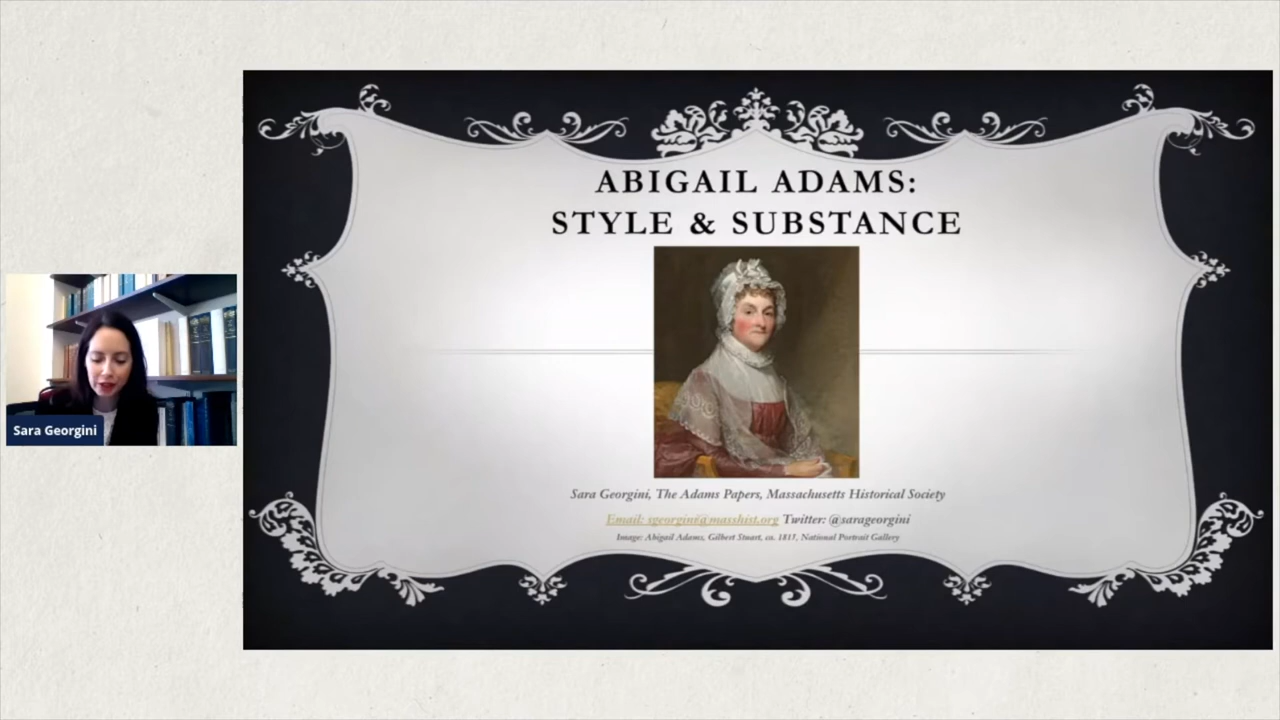 ABIGAIL ADAMS:
STYLE & SUBSTANCE
Sara Georgini
Sara Georgini, The Adams Papers, Massachusetts Historical Society
Email: sgeorgini@masshist.org Twitter: @sarageorgini
Image: Abigail Adams, Gilbert Stuart, ca. 1815, National Portrait Gallery